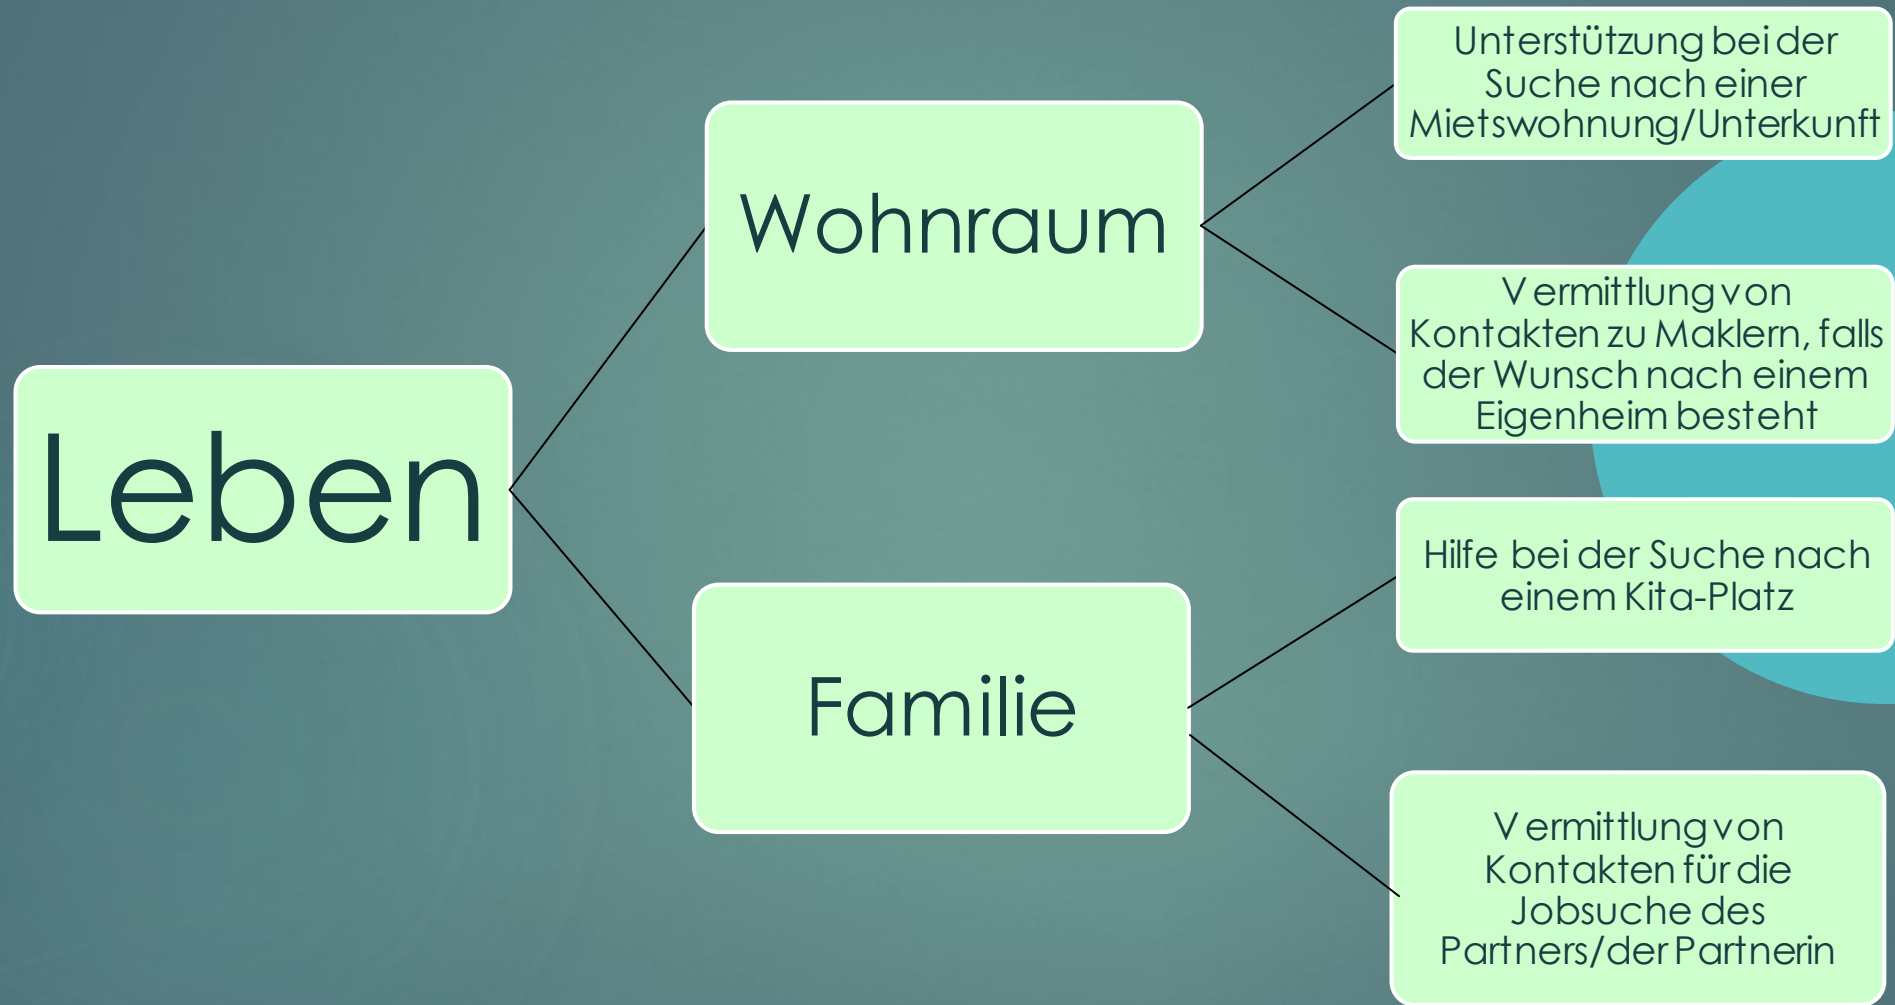 Leben
Wohnraum
Unterstützung bei der
Suche nach einer
Mietswohnung/Unterkunft
Vermittlung von
Kontakten zu Maklern, falls
der Wunsch nach einem
Eigenheim besteht
Familie
Hilfe bei der Suche nach
einem Kita-Platz
Vermittlung von
Kontakten für die
Jobsuche des
Partners/der Partnerin